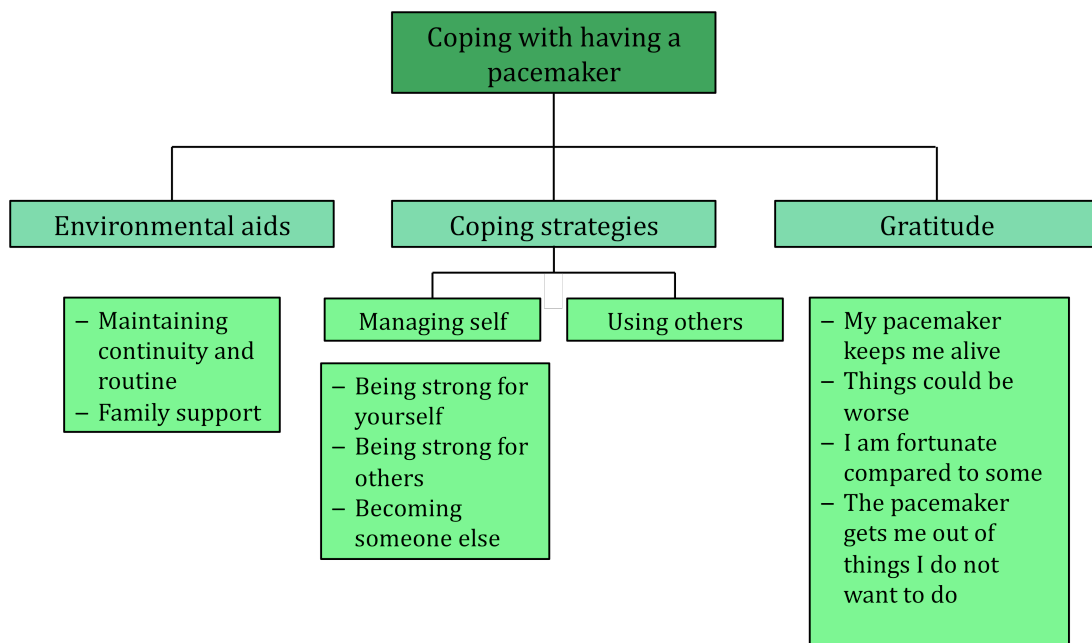 Coping with having a
pacemaker
Environmental aids
Coping strategies
Gratitude
– Maintaining
continuity and
routine
– Family support
Managing self
Using others
– Being strong for
yourself
– Being strong for
others
– Becoming
someone else
– My pacemaker
keeps me alive
– Things could be
worse
– I am fortunate
compared to some
– The pacemaker
gets me out of
things I do not
want to do